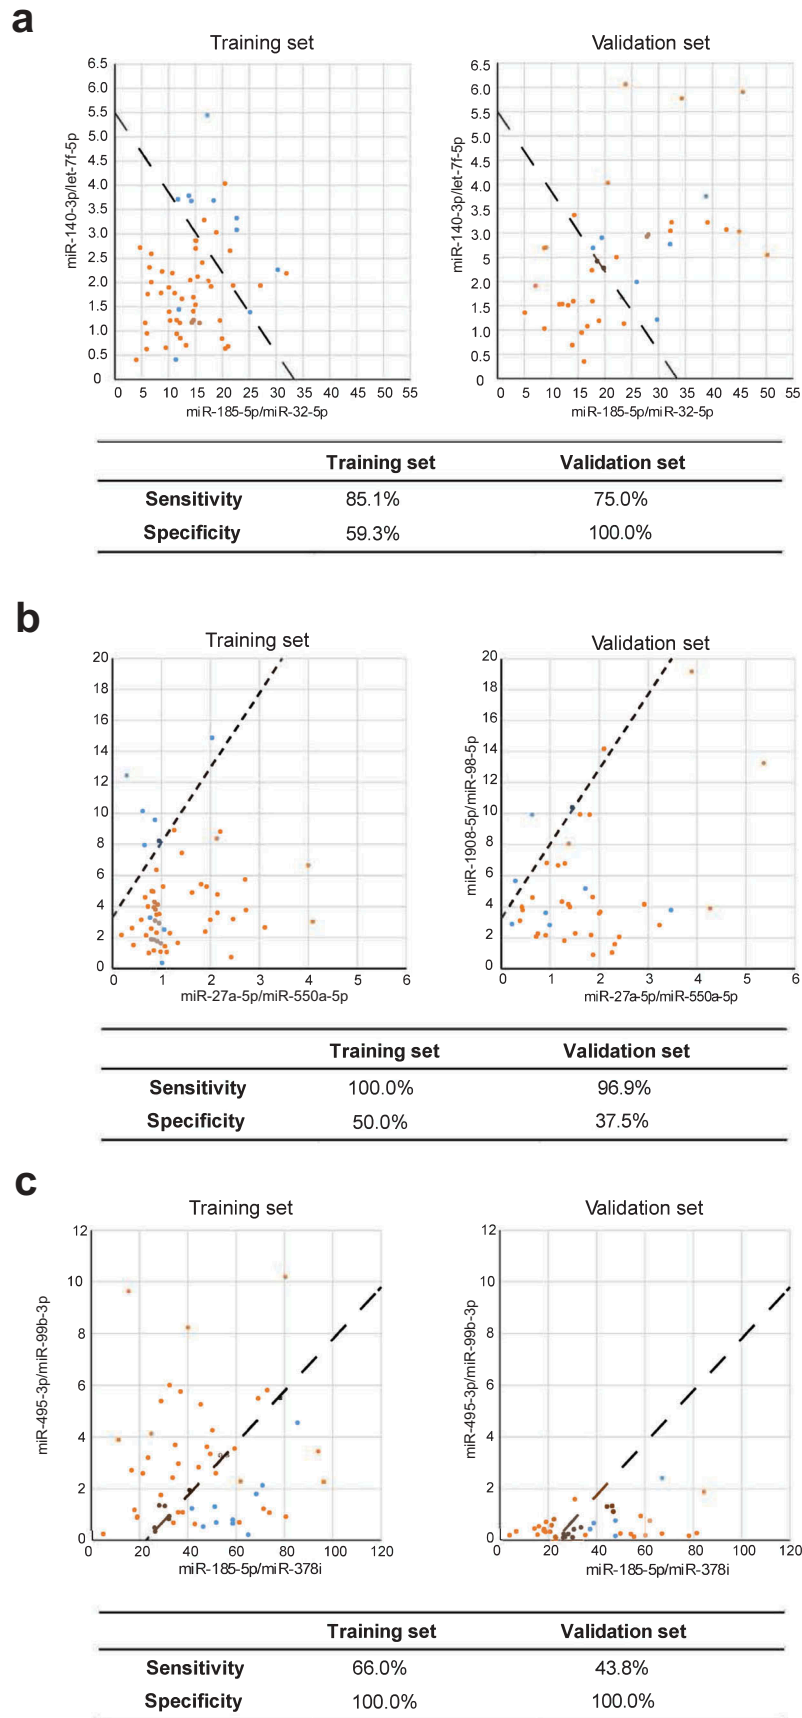 a
Training set
Validation set
6.5
6.0
5.5
5.0
4.5
4.0
3.5
3.0
2.5
2.0
1.5
1.0
0.5
0
miR-140-3p/let-7f-5p
0 5 10 15 20 25 30 35 40 45 50 55
miR-185-5p/miR-32-5p
6.5
6.0
5.5
5.0
4.5
4.0
3.5
3.0
5
2.0
1.5
1.0
0.5
0
miR-140-3p/let-7f-5p
0 5 10 15 20 25 30 35 40 45 50 55
miR-185-5p/miR-32-5p
Training set Validation set
Sensitivity 85.1% 75.0%
Specificity 59.3% 100.0%
b
Training set
Validation set
20
18
16
14
12
10
8
6
4
2
0
0 1 2 3 4 5 6
miR-27a-5p/miR-550a-5p
20
18
16
14
12
10
8
6
4
2
0
miR-1908-5p/miR-98-5p
0 1 2 3 4 5 6
miR-27a-5p/miR-550a-5p
Training set Validation set
Sensitivity 100.0% 96.9%
Specificity 50.0% 37.5%
c
Training set
Validation set
12
10
8
6
4
2
0
miR-495-3p/miR-99b-3p
0 20 40 60 80 100 120
miR-185-5p/miR-378i
12
10
8
6
4
2
0
miR-495-3p/miR-99b-3p
0 20 40 60 80 100 120
miR-185-5p/miR-378i
Training set Validation set
Sensitivity 66.0% 43.8%
Specificity 100.0% 100.0%